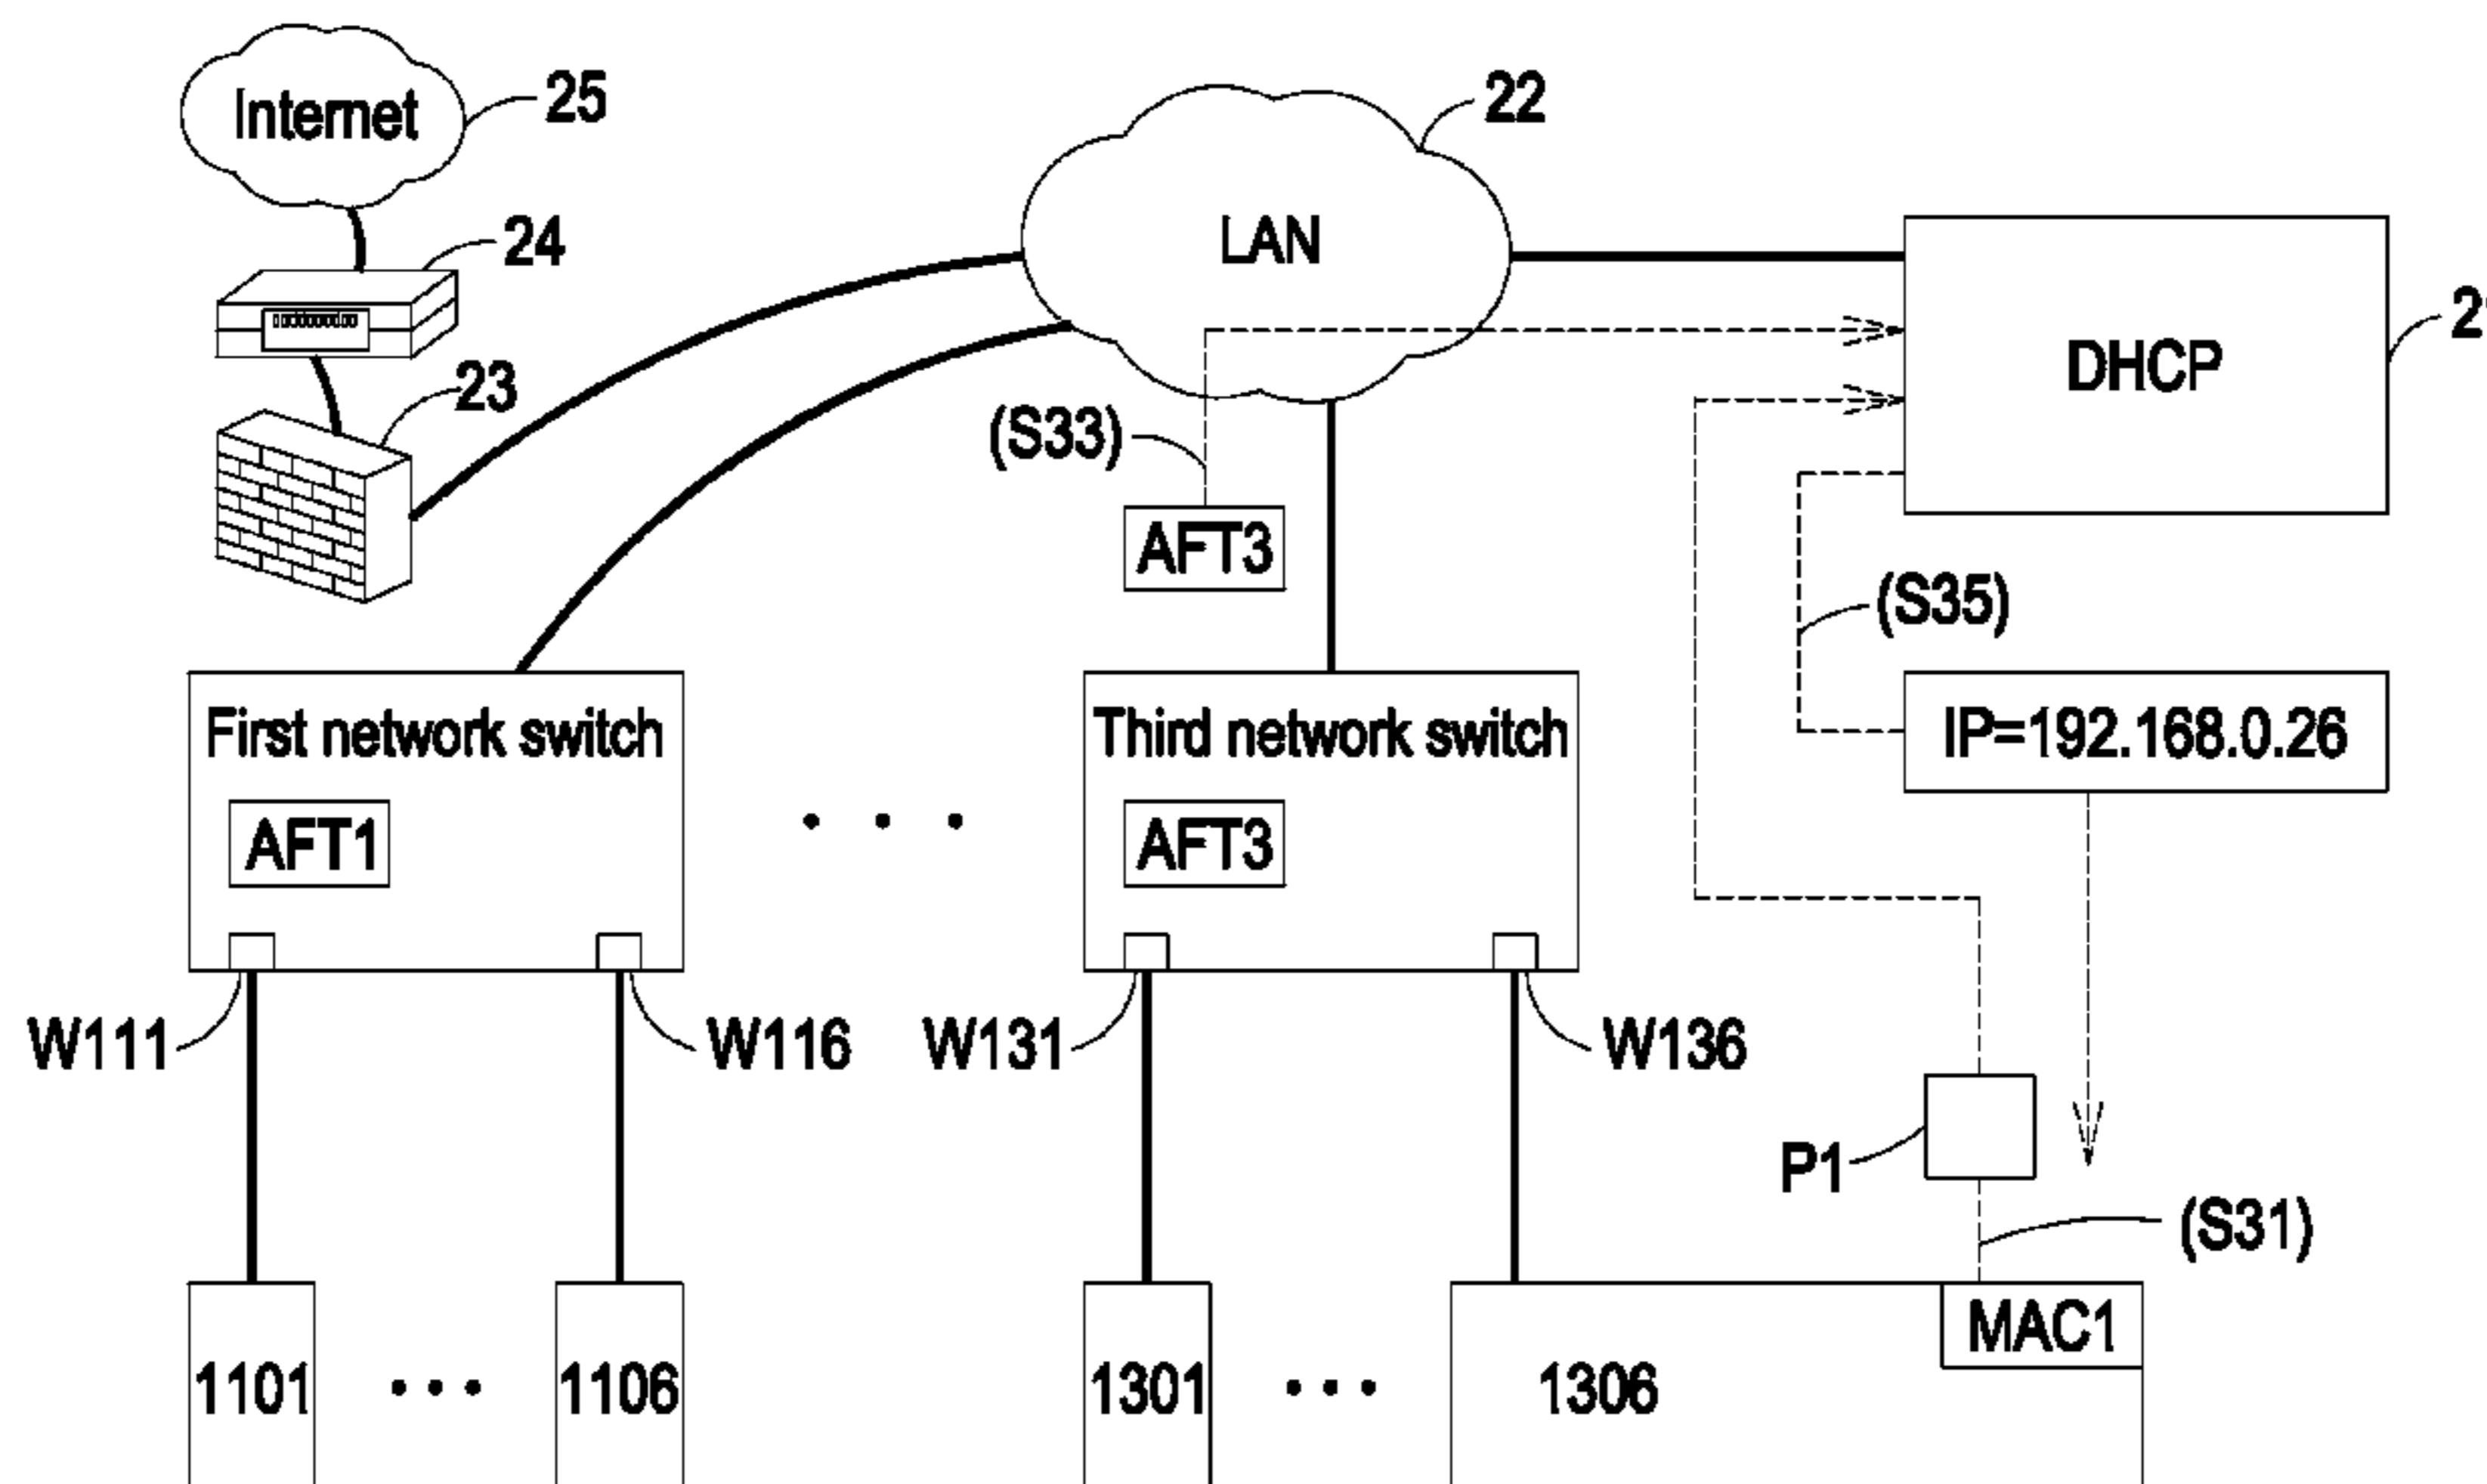 Internet
25
22
24
LAN
23
DHCP
(S33)
AFT3
(S35)
First network switch
Third network switch
IP=192.168.0.26
AFT1
AFT3
. . .
W111
W116
W131
W136
P1
(S31)
MAC1
1101
...
1106
1301
...
1306